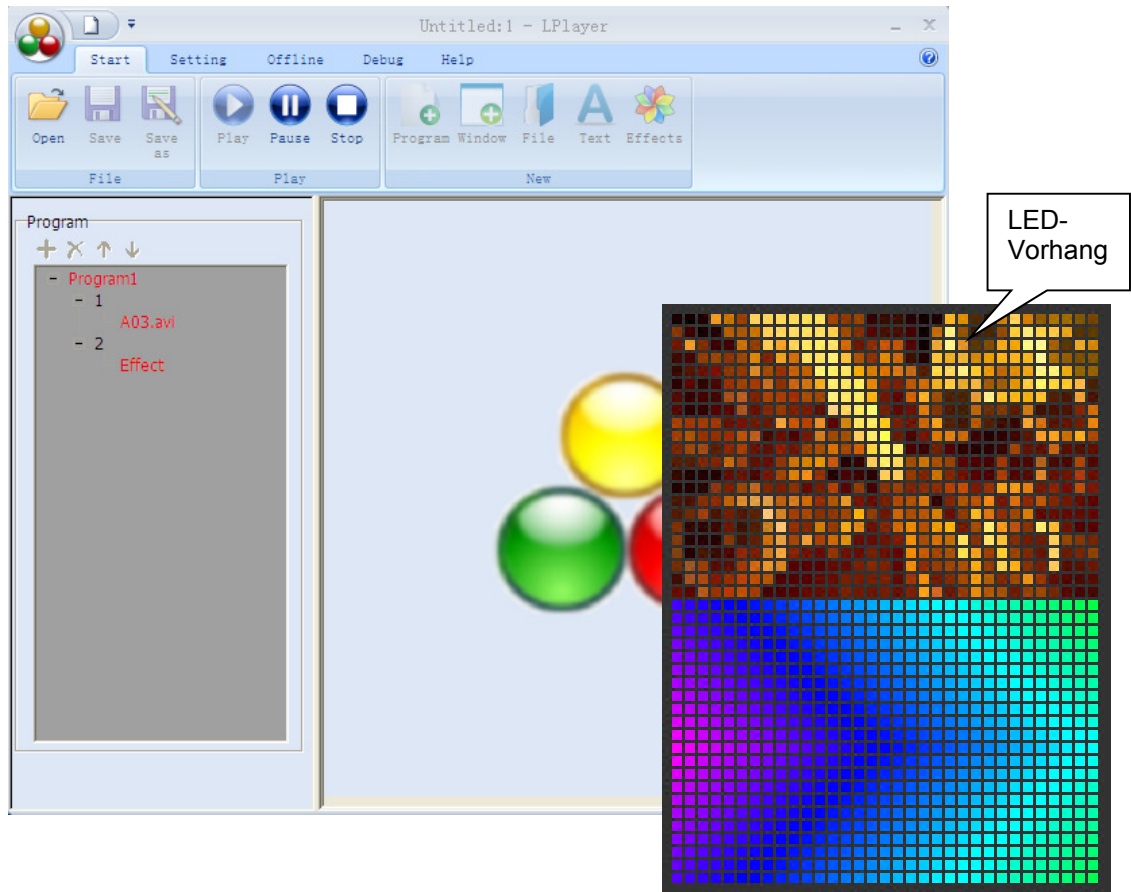 Untitled:1 - LPlayer
Start Setting Offline Debug Help
Open Save Save as Play Pause Stop Program Window File Text Effects
File Play New
LED-
Vorhang
Program
- Program1
- 1
A03.avi
- 2
Effect